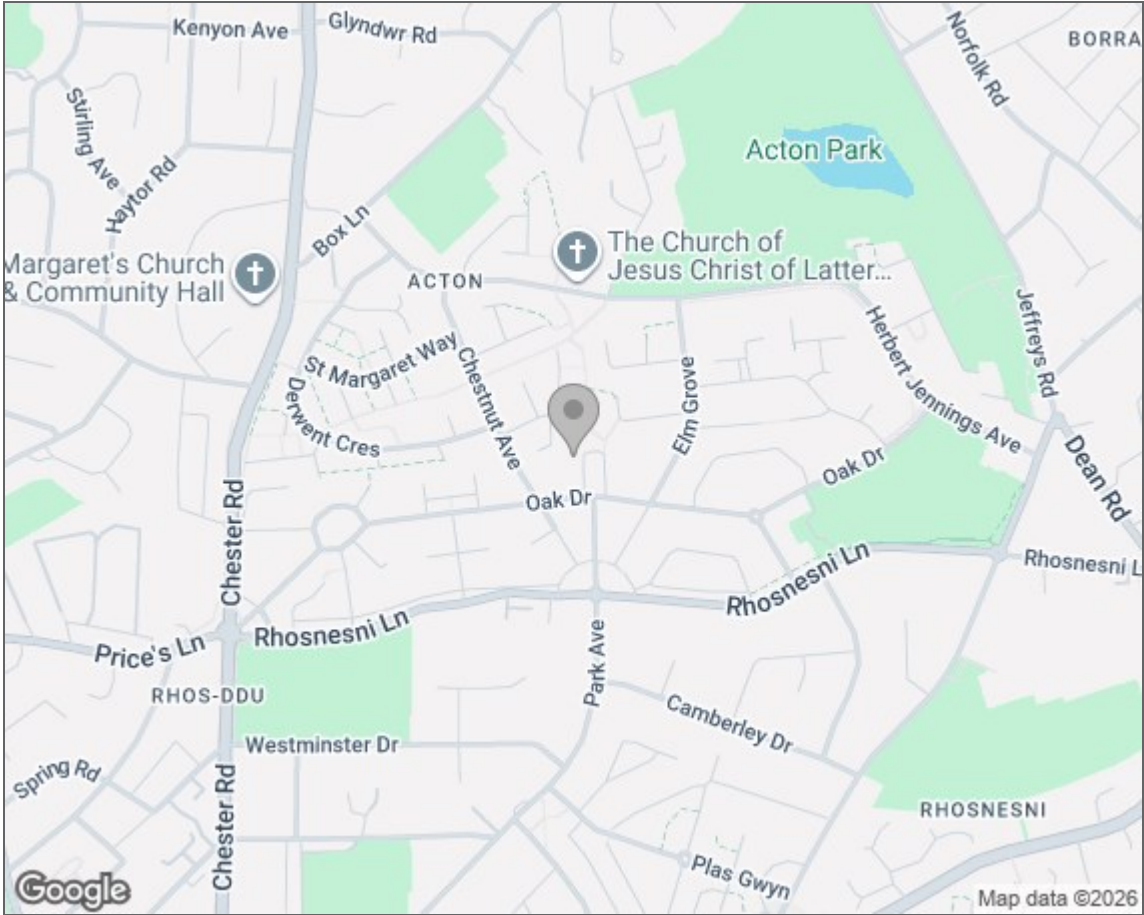 Kenyon Ave
Glyndwr Rd
Norfolk Rd
BORRA
Stirling Ave
Haytor Rd
Acton Park
Box Ln
Margaret's Church
& Community Hall
The Church of
Jesus Christ of Latter...
ACTON
Jeffreys Rd
Herbert Jennings Ave
St Margaret Way
Chestnut Ave
Derwent Cres
Elm Grove
Oak Dr
Dean Rd
Oak Dr
Chester Rd
Rhosnesni Ln
Rhosnesni L
Price's Ln
Rhosnesni Ln
Park Ave
RHOS-DDU
Camberley Dr
Westminster Dr
Spring Rd
Chester Rd
RHOSNESNI
Plas Gwyn
Google
Map data ©2026